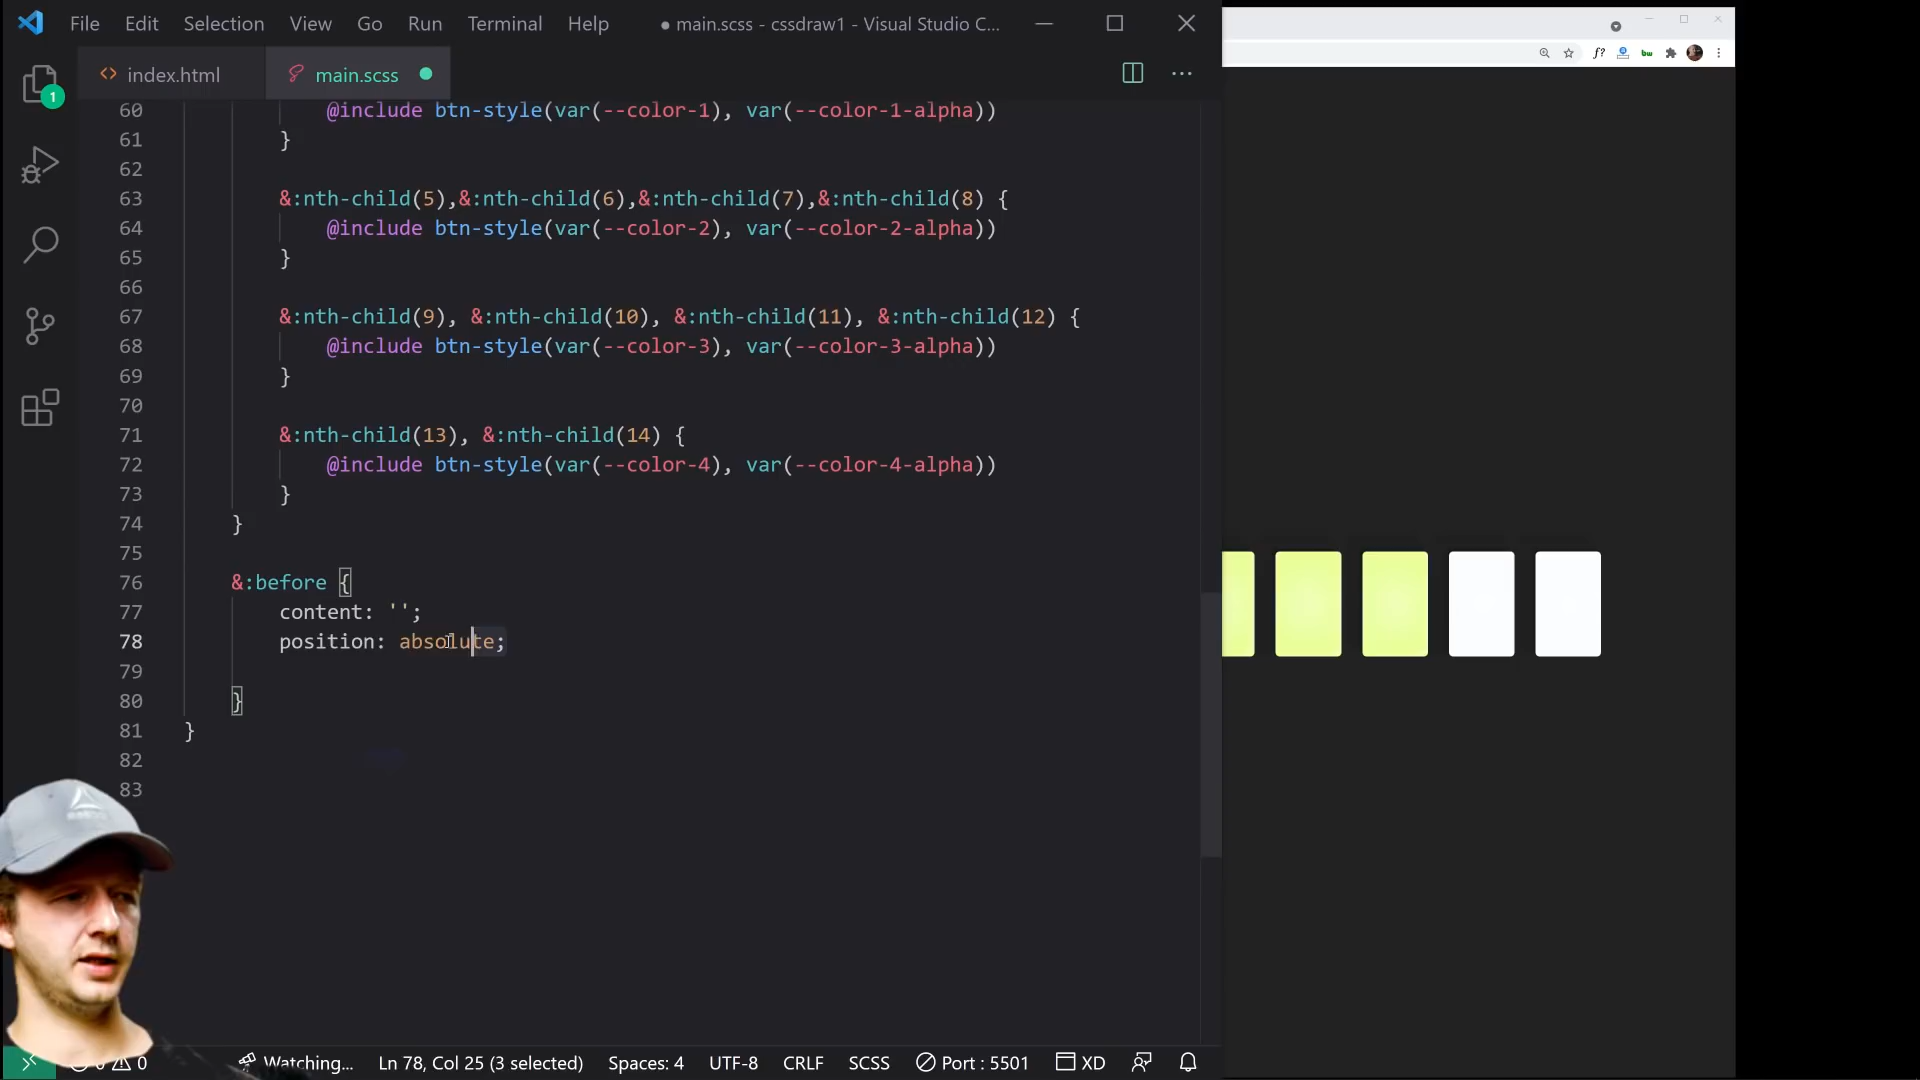 File Edit Selection View Go Run Terminal Help
● main.scss - cssdraw1 - Visual Studio C...
index.html
main.scss
1
60 @include btn-style(var(--color-1), var(--color-1-alpha))
61 }
62
63 &:nth-child(5),&:nth-child(6),&:nth-child(7),&:nth-child(8) {
64 @include btn-style(var(--color-2), var(--color-2-alpha))
65 }
66
67 &:nth-child(9), &:nth-child(10), &:nth-child(11), &:nth-child(12) {
68 @include btn-style(var(--color-3), var(--color-3-alpha))
69 }
70
71 &:nth-child(13), &:nth-child(14) {
72 @include btn-style(var(--color-4), var(--color-4-alpha))
73 }
74 }
75
76 &:before {
77 content: '';
78 position: absolute;
79
80 }
81 }
82
83
f?
bw
0 Watching... Ln 78, Col 25 (3 selected) Spaces: 4 UTF-8 CRLF SCSS Port : 5501 XD